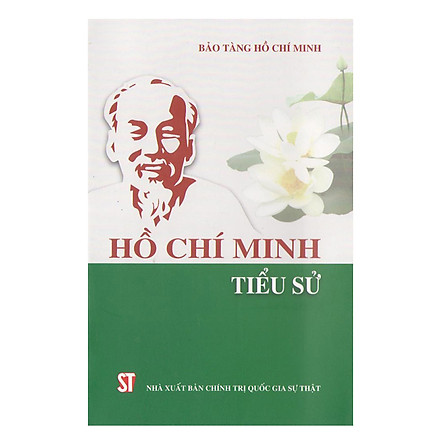 BẢO TÀNG HỒ CHÍ MINH
HỒ CHÍ MINH
TIỂU SỬ
ST
NHÀ XUẤT BẢN CHÍNH TRỊ QUỐC GIA SỰ THẬT